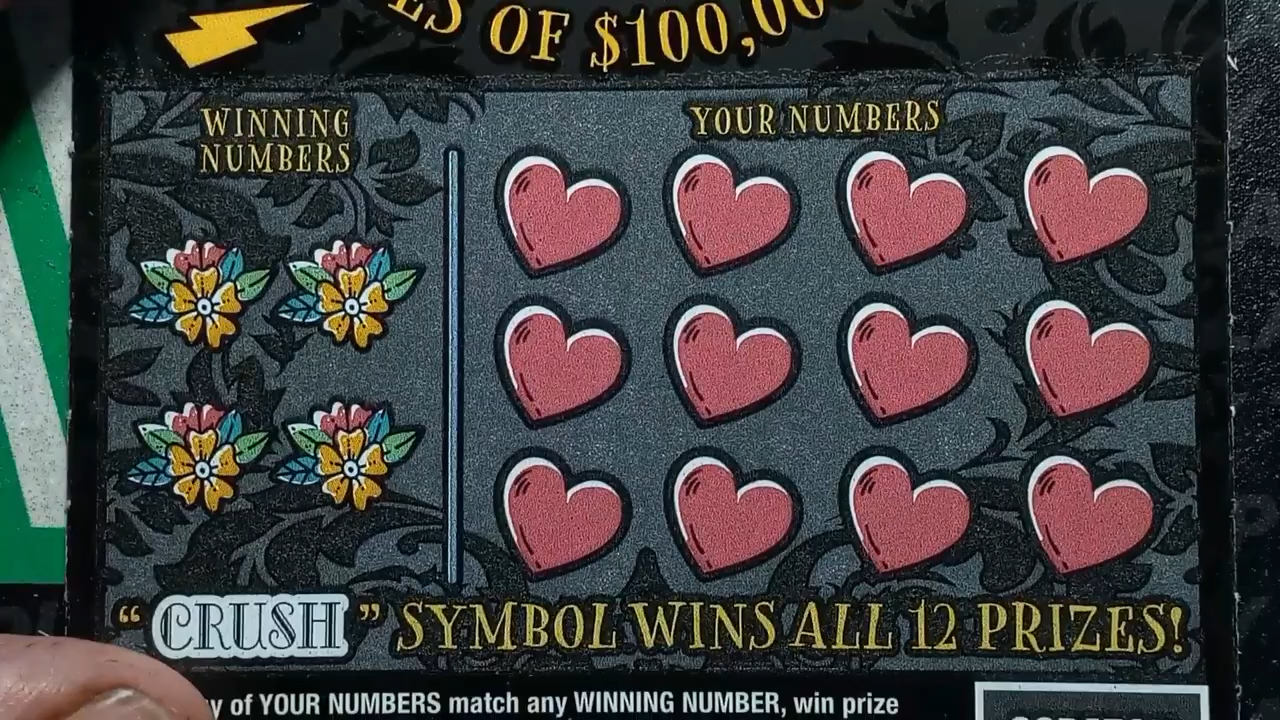 OF $100,00
WINNING
NUMBERS
YOUR NUMBERS
"CRUSH" SYMBOL WINS ALL 12 PRIZES!
of YOUR NUMBERS match any WINNING NUMBER, win prize